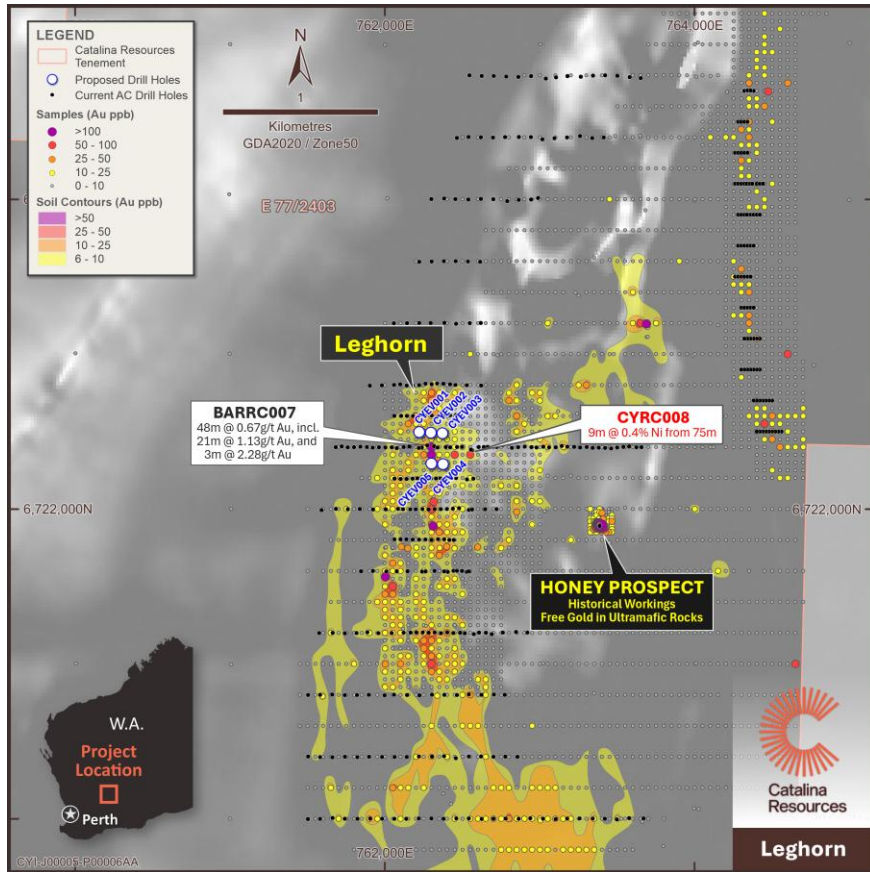 LEGEND
Catalina Resources
Tenement
Proposed Drill Holes
Current AC Drill Holes
Samples (Au ppb)
>100
50 - 100
25 - 50
10 - 25
0 - 10
Soil Contours (Au ppb)
>50
25 - 50
10 - 25
6 - 10
N
1
Kilometres
GDA2020 / Zone50
762,000E
764,000E
E 77/2403
Leghorn
CYEV001
CYEV002
CYEV003
BARRC007
48m @ 0.67g/t Au, incl.
21m @ 1.13g/t Au, and
3m @ 2.28g/t Au
CYRC008
9m @ 0.4% Ni from 75m
CYEV005
CYEV004
6,722,000N
6,722,000N
HONEY PROSPECT
Historical Workings
Free Gold in Ultramafic Rocks
W.A.
Project
Location
Perth
CYI-J00005-P00006AA
762,000E
Catalina
Resources
Leghorn